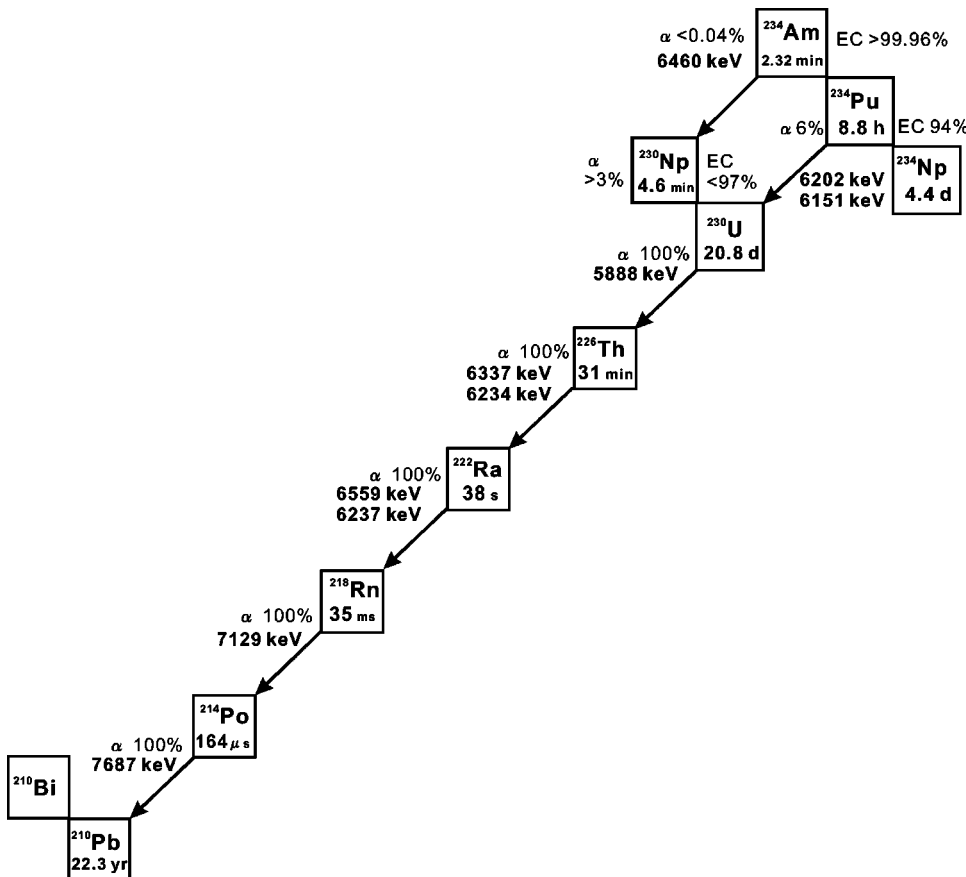 α <0.04%
6460 keV
²³⁴Am
2.32 min
EC >99.96%
²³⁴Pu
8.8 h
α 6%
EC 94%
6202 keV
6151 keV
²³⁴Np
4.4 d
α
>3%
²³⁰Np
4.6 min
EC
<97%
²³⁰U
20.8 d
α 100%
5888 keV
²²⁶Th
31 min
α 100%
6337 keV
6234 keV
²²²Ra
38 s
α 100%
6559 keV
6237 keV
²¹⁸Rn
35 ms
α 100%
7129 keV
²¹⁴Po
164 μs
α 100%
7687 keV
²¹⁰Bi
²¹⁰Pb
22.3 yr